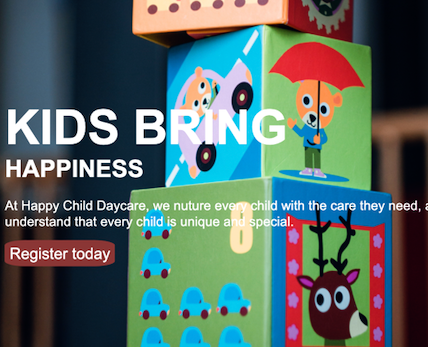 KIDS BRING
HAPPINESS
At Happy Child Daycare, we nuture every child with the care they need, a
understand that every child is unique and special.
8
Register today